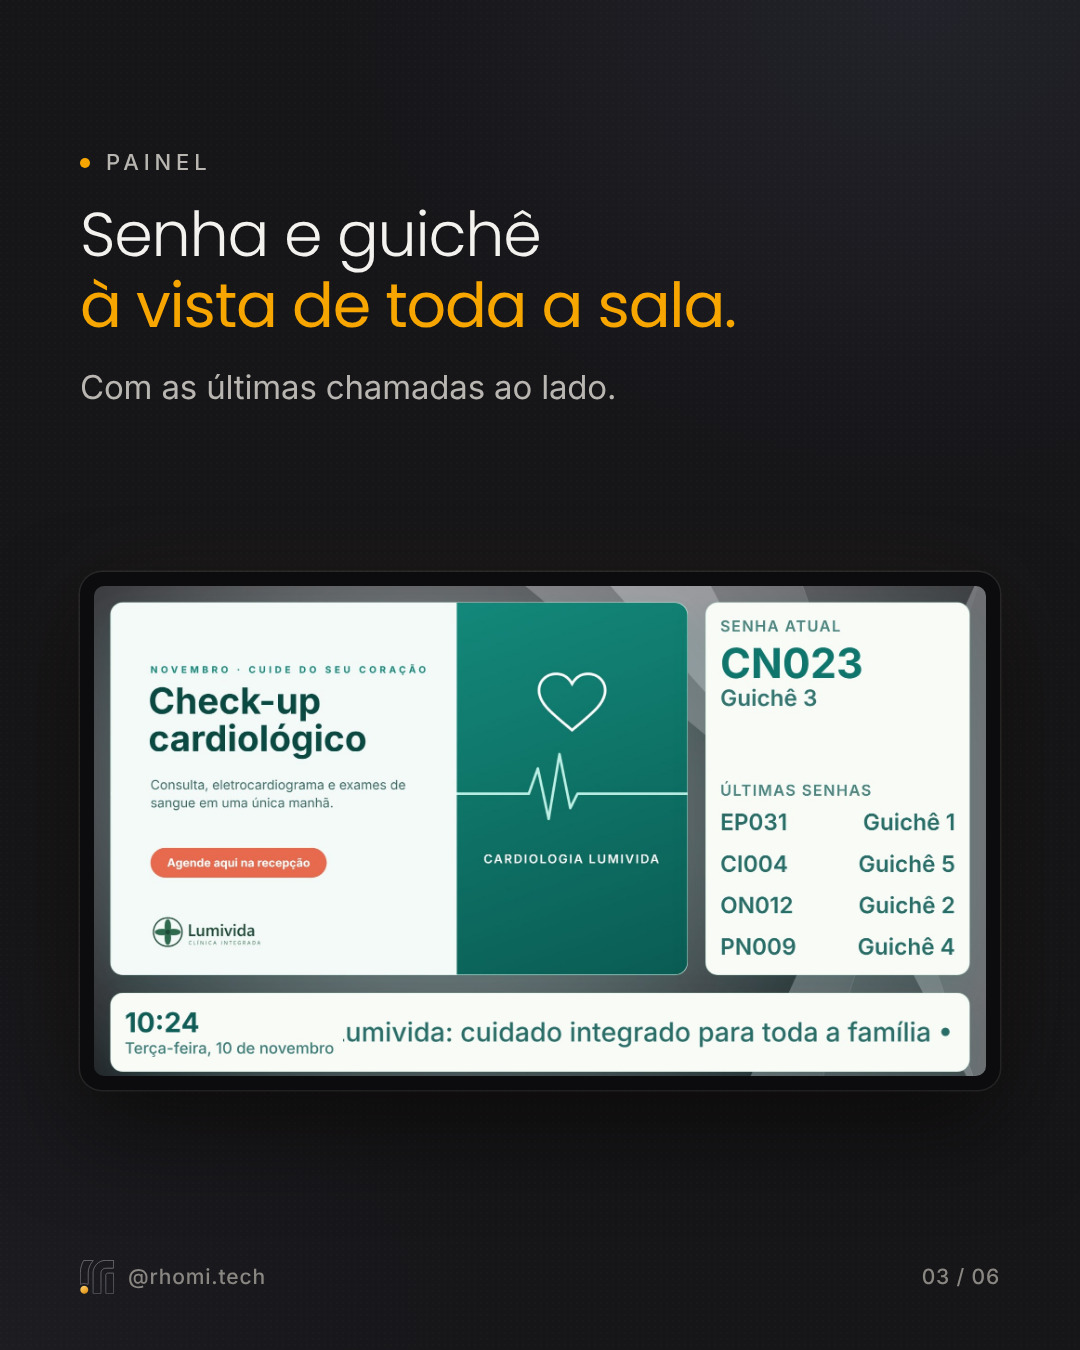 PAINEL
Senha e guichê
à vista de toda a sala.
Com as últimas chamadas ao lado.
NOVEMBRO · CUIDE DO SEU CORAÇÃO
Check-up
cardiológico
Consulta, eletrocardiograma e exames de
sangue em uma única manhã.
Agende aqui na recepção
Lumivida
CLÍNICA INTEGRADA
CARDIOLOGIA LUMIVIDA
SENHA ATUAL
CN023
Guichê 3
ÚLTIMAS SENHAS
EP031 Guichê 1
CI004 Guichê 5
ON012 Guichê 2
PN009 Guichê 4
10:24
Terça-feira, 10 de novembro
umivida: cuidado integrado para toda a família •
@rhomi.tech
03 / 06